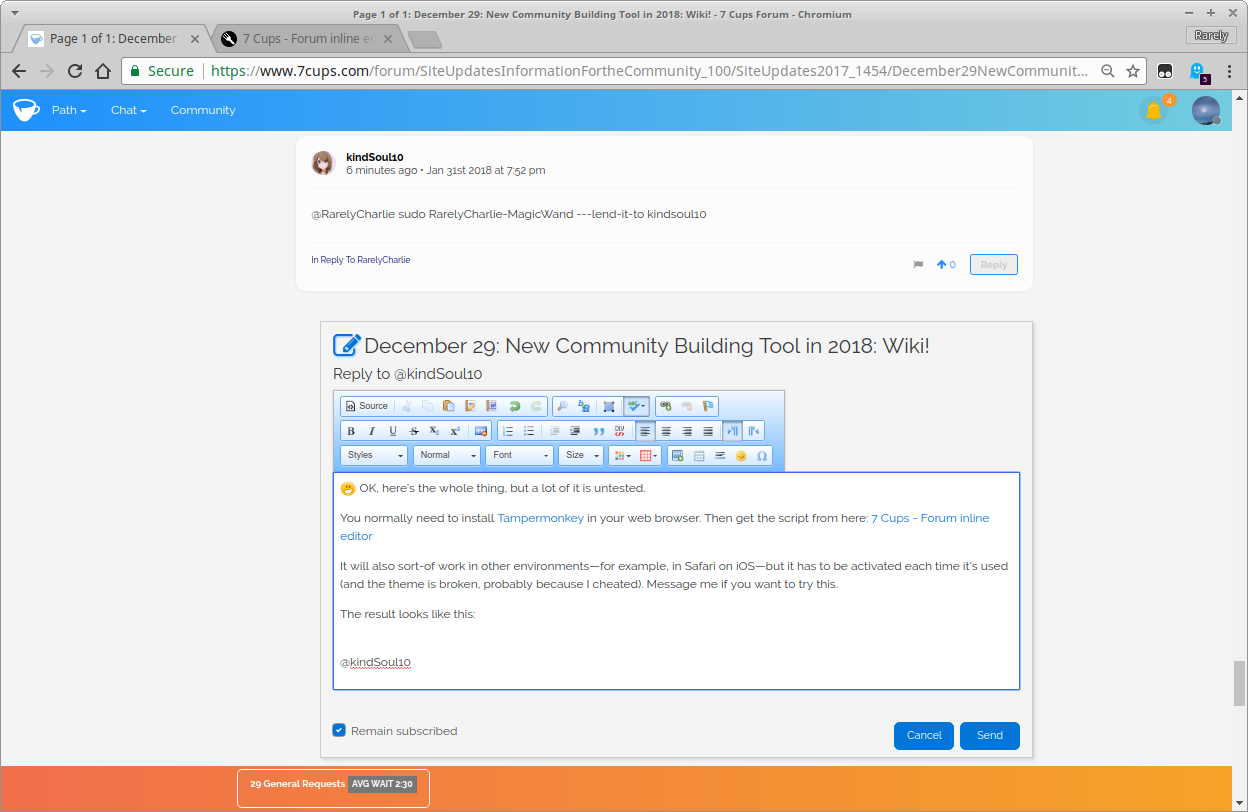 Page 1 of 1: December 29: New Community Building Tool in 2018: Wiki! - 7 Cups Forum - Chromium
Page 1 of 1: December
7 Cups - Forum inline ed
Rarely
Secure
https://www.7cups.com/forum/SiteUpdatesInformationFortheCommunity_100/SiteUpdates2017_1454/December29NewCommunit...
5
Path
Chat
Community
4
kindSoul10
6 minutes ago • Jan 31st 2018 at 7:52 pm
@RarelyCharlie sudo RarelyCharlie-MagicWand ---lend-it-to kindsoul10
In Reply To RarelyCharlie
0
Reply
December 29: New Community Building Tool in 2018: Wiki!
Reply to @kindSoul10
Source
ABC
B I U S X₂ X²
DIV
Styles Normal Font Size
Ω
OK, here's the whole thing, but a lot of it is untested.
You normally need to install Tampermonkey in your web browser. Then get the script from here: 7 Cups - Forum inline
editor
It will also sort-of work in other environments—for example, in Safari on iOS—but it has to be activated each time it's used
(and the theme is broken, probably because I cheated). Message me if you want to try this.
The result looks like this:
@kindSoul10
Remain subscribed
Cancel
Send
29 General Requests AVG WAIT 2:30